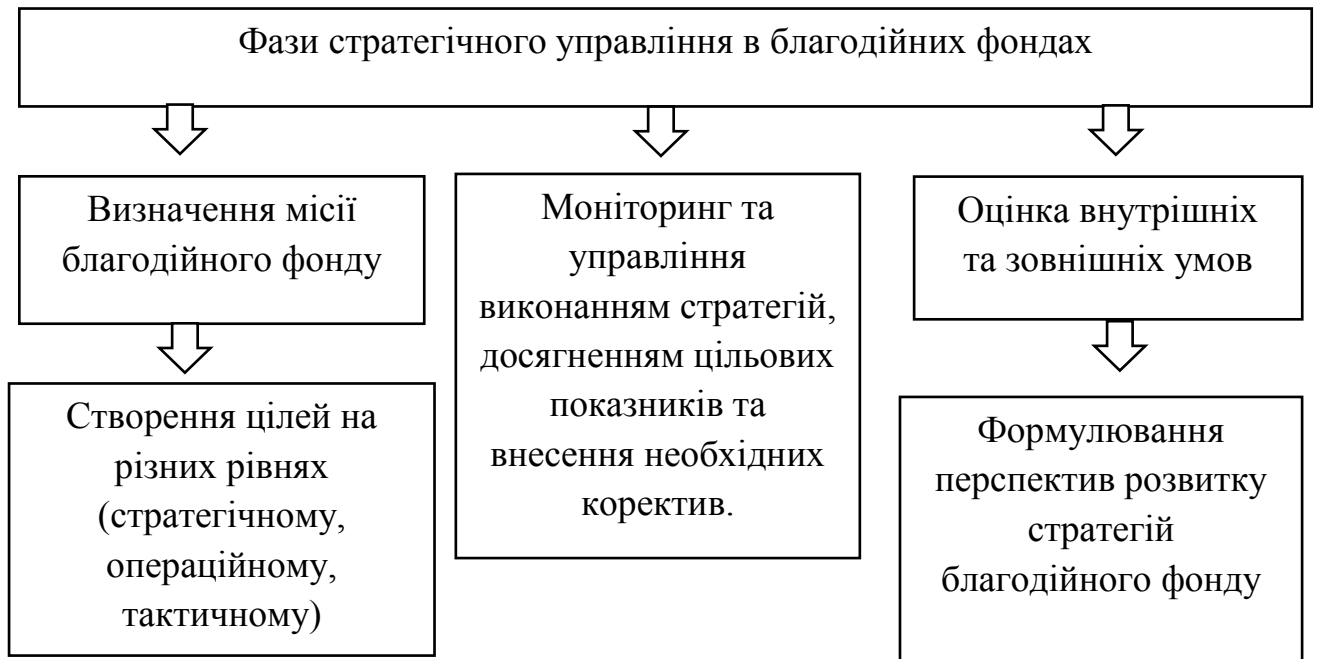 Фази стратегічного управління в благодійних фондах
Визначення місії
благодійного фонду
Створення цілей на
різних рівнях
(стратегічному,
операційному,
тактичному)
Моніторинг та
управління
виконанням стратегій,
досягненням цільових
показників та
внесення необхідних
коректив.
Оцінка внутрішніх
та зовнішніх умов
Формулювання
перспектив розвитку
стратегій
благодійного фонду